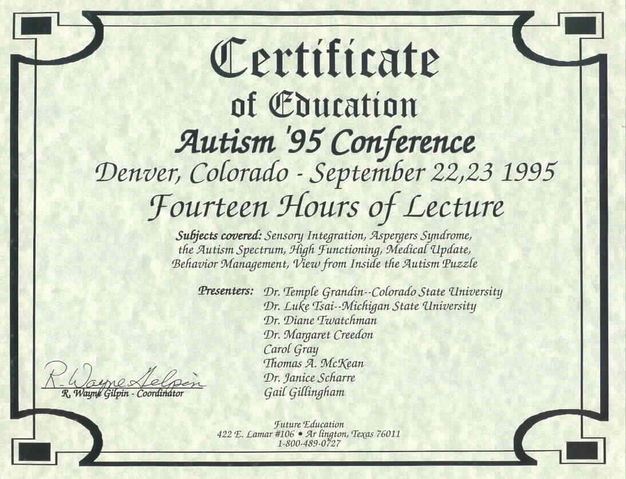 Certificate
of Education
Autism '95 Conference
Denver, Colorado - September 22,23 1995
Fourteen Hours of Lecture
Subjects covered: Sensory Integration, Aspergers Syndrome,
the Autism Spectrum, High Functioning, Medical Update,
Behavior Management, View from Inside the Autism Puzzle
Presenters: Dr. Temple Grandin--Colorado State University
Dr. Luke Tsai--Michigan State University
Dr. Diane Twatchman
Dr. Margaret Creedon
Carol Gray
Thomas A. McKean
Dr. Janice Scharre
Gail Gillingham
R. Wayne Gilpin
R, Wayne Gilpin - Coordinator
Future Education
422 E. Lamar #106 • Ar lington, Texas 76011
1-800-489-0727